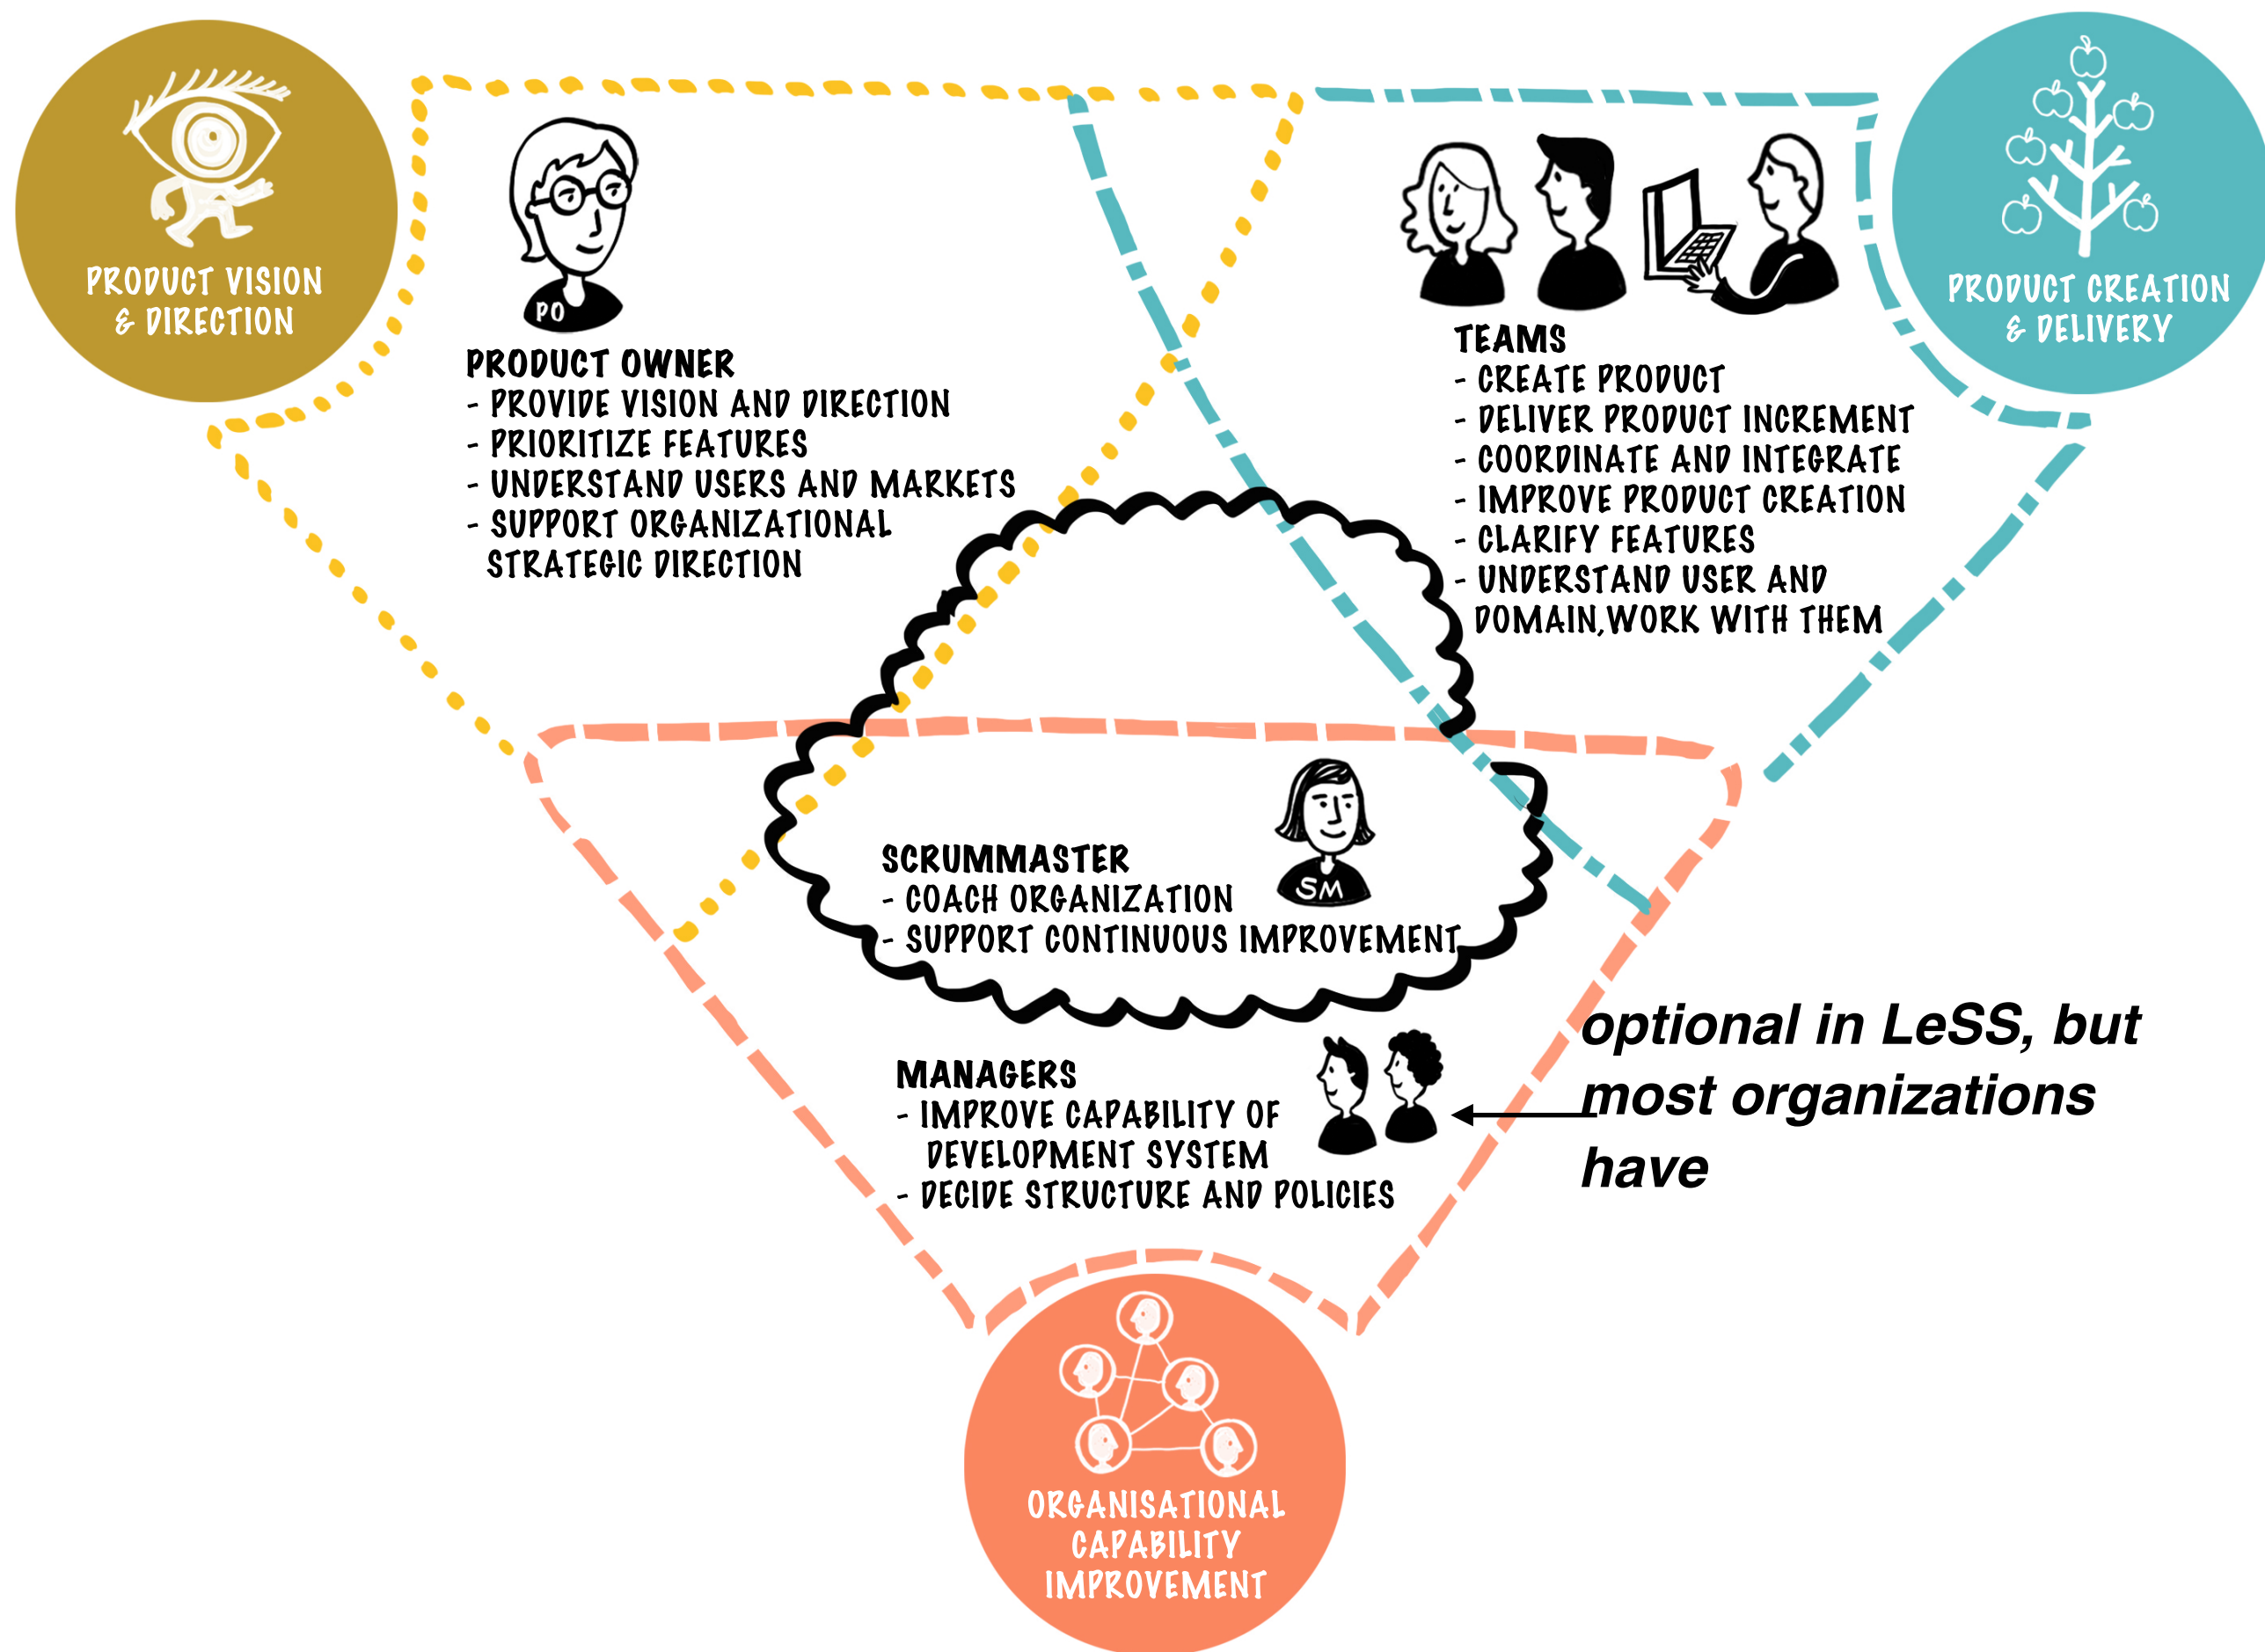 PRODUCT VISION
& DIRECTION
PO
PRODUCT OWNER
- PROVIDE VISION AND DIRECTION
- PRIORITIZE FEATURES
- UNDERSTAND USERS AND MARKETS
- SUPPORT ORGANIZATIONAL
STRATEGIC DIRECTION
TEAMS
- CREATE PRODUCT
- DELIVER PRODUCT INCREMENT
- COORDINATE AND INTEGRATE
- IMPROVE PRODUCT CREATION
- CLARIFY FEATURES
- UNDERSTAND USER AND
DOMAIN,WORK WITH THEM
PRODUCT CREATION
& DELIVERY
SCRUMMASTER
- COACH ORGANIZATION
- SUPPORT CONTINUOUS IMPROVEMENT
SM
MANAGERS
- IMPROVE CAPABILITY OF
DEVELOPMENT SYSTEM
- DECIDE STRUCTURE AND POLICIES
optional in LeSS, but
most organizations
have
ORGANISATIONAL
CAPABILITY
IMPROVEMENT